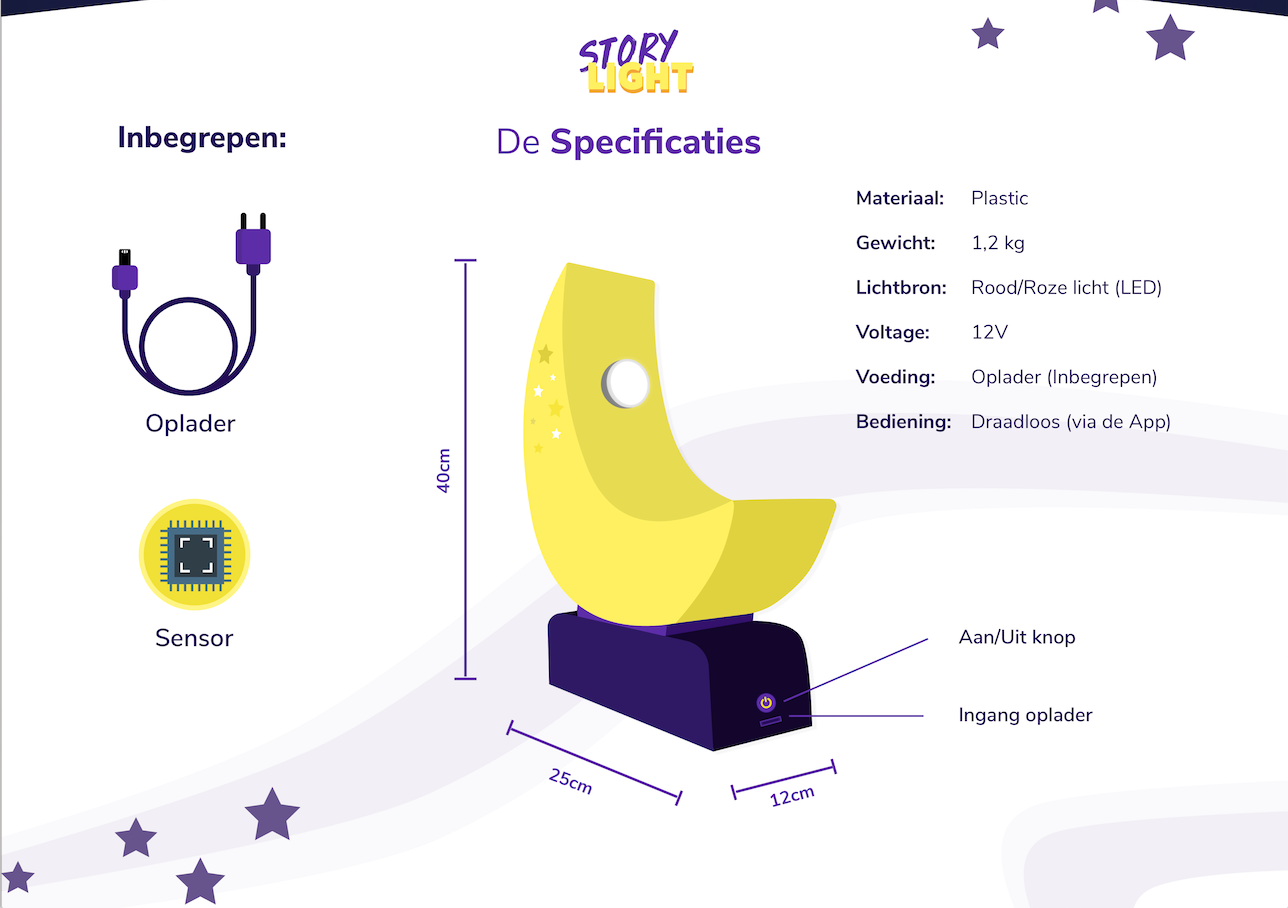 STORY
LIGHT
Inbegrepen:
De Specificaties
Oplader
Sensor
40cm
25cm
12cm
Materiaal: Plastic
Gewicht: 1,2 kg
Lichtbron: Rood/Roze licht (LED)
Voltage: 12V
Voeding: Oplader (Inbegrepen)
Bediening: Draadloos (via de App)
Aan/Uit knop
Ingang oplader